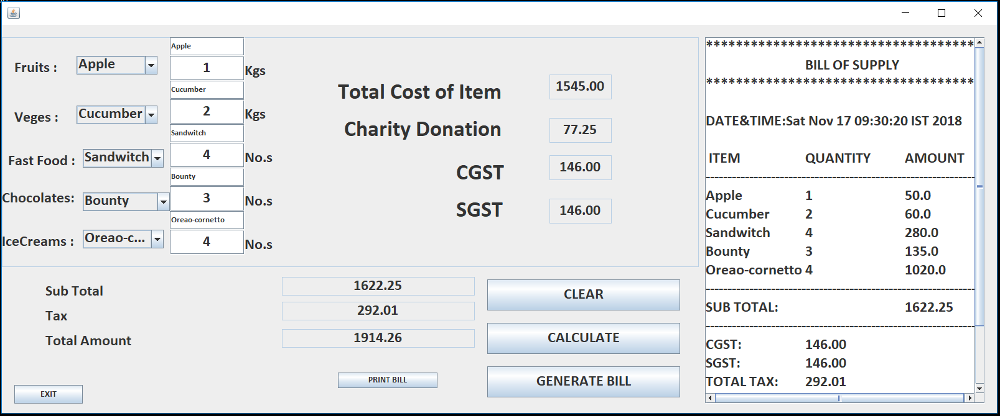 Apple
Fruits : Apple 1 Kgs
Cucumber
Veges : Cucumber 2 Kgs
Sandwitch
Fast Food : Sandwitch 4 No.s
Bounty
Chocolates: Bounty 3 No.s
Oreao-cornetto
IceCreams : Oreao-c... 4 No.s
Total Cost of Item 1545.00
Charity Donation 77.25
CGST 146.00
SGST 146.00
Sub Total 1622.25
Tax 292.01
Total Amount 1914.26
CLEAR
CALCULATE
GENERATE BILL
PRINT BILL
EXIT
************************************
BILL OF SUPPLY
************************************
DATE&TIME:Sat Nov 17 09:30:20 IST 2018
ITEM QUANTITY AMOUNT
Apple 1 50.0
Cucumber 2 60.0
Sandwitch 4 280.0
Bounty 3 135.0
Oreao-cornetto 4 1020.0
SUB TOTAL: 1622.25
CGST: 146.00
SGST: 146.00
TOTAL TAX: 292.01